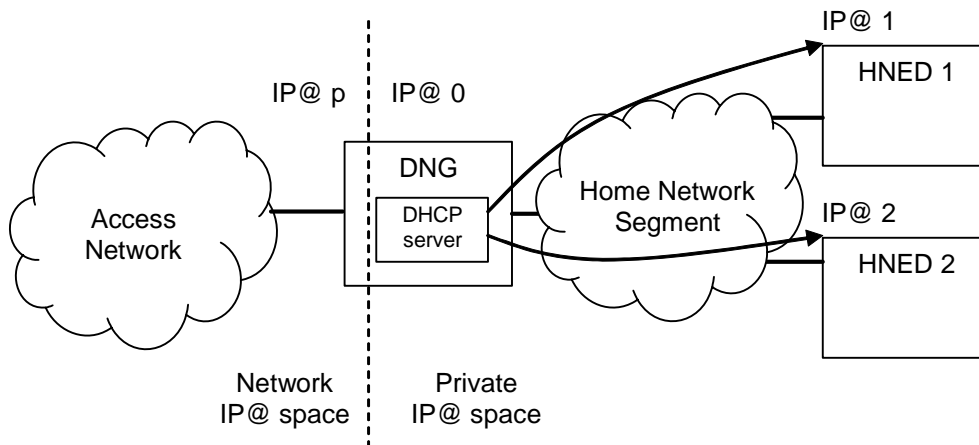 IP@ 1
HNED 1
IP@ p
IP@ 0
DNG
DHCP
server
Access
Network
Home Network
Segment
IP@ 2
HNED 2
Network
IP@ space
Private
IP@ space